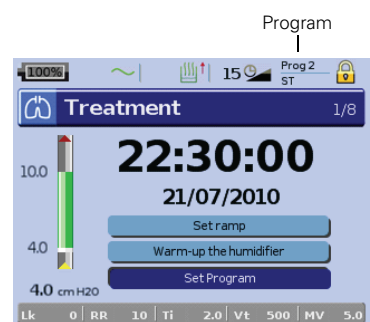 Program
100% 15 Prog 2
ST
Treatment 1/8
10.0 22:30:00
21/07/2010
Set ramp
4.0 Warm-up the humidifier
4.0 cm H2O Set Program
Lk 0 RR 10 Ti 2.0 Vt 500 MV 5.0